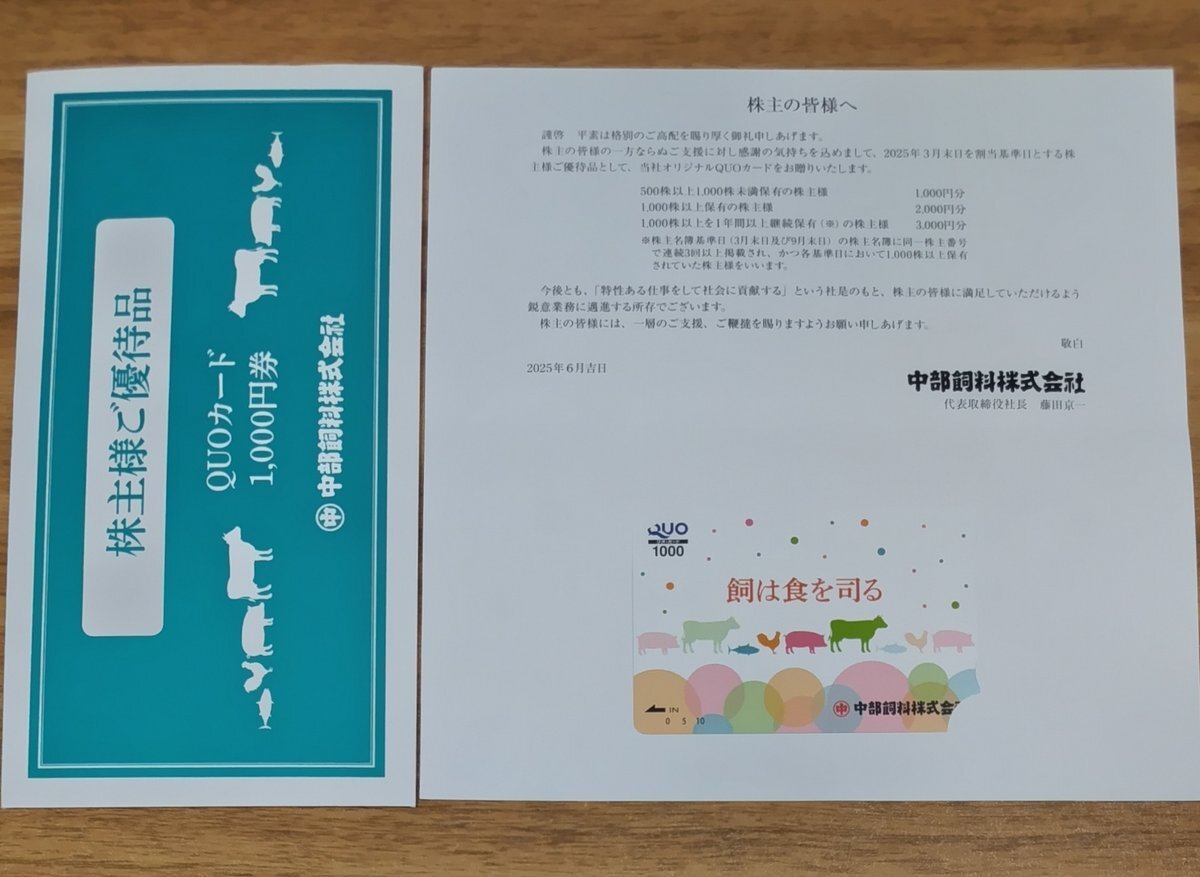 株主様ご優待品
QUOカード
1,000円券
中 中部飼料株式会社
株主の皆様へ
謹啓 平素は格別のご高配を賜り厚く御礼申しあげます。
株主の皆様の一方ならぬご支援に対し感謝の気持ちを込めまして、2025年3月末日を割当基準日とする株
主様ご優待品として、当社オリジナルQUOカードをお贈りいたします。
500株以上1,000株未満保有の株主様 1,000円分
1,000株以上保有の株主様 2,000円分
1,000株以上を1年間以上継続保有(※)の株主様 3,000円分
※株主名簿基準日(3月末日及び9月末日)の株主名簿に同一株主番号
で連続3回以上掲載され、かつ各基準日において1,000株以上保有
されていた株主様をいいます。
今後とも、「特性ある仕事をして社会に貢献する」という社是のもと、株主の皆様に満足していただけるよう
鋭意業務に邁進する所存でございます。
株主の皆様には、一層のご支援、ご鞭撻を賜りますようお願い申しあげます。
敬白
2025年6月吉日
中部飼料株式会社
代表取締役社長 藤田京一
QUO
クオ・カード
1000
飼は食を司る
IN
0 5 10
中 中部飼料株式会